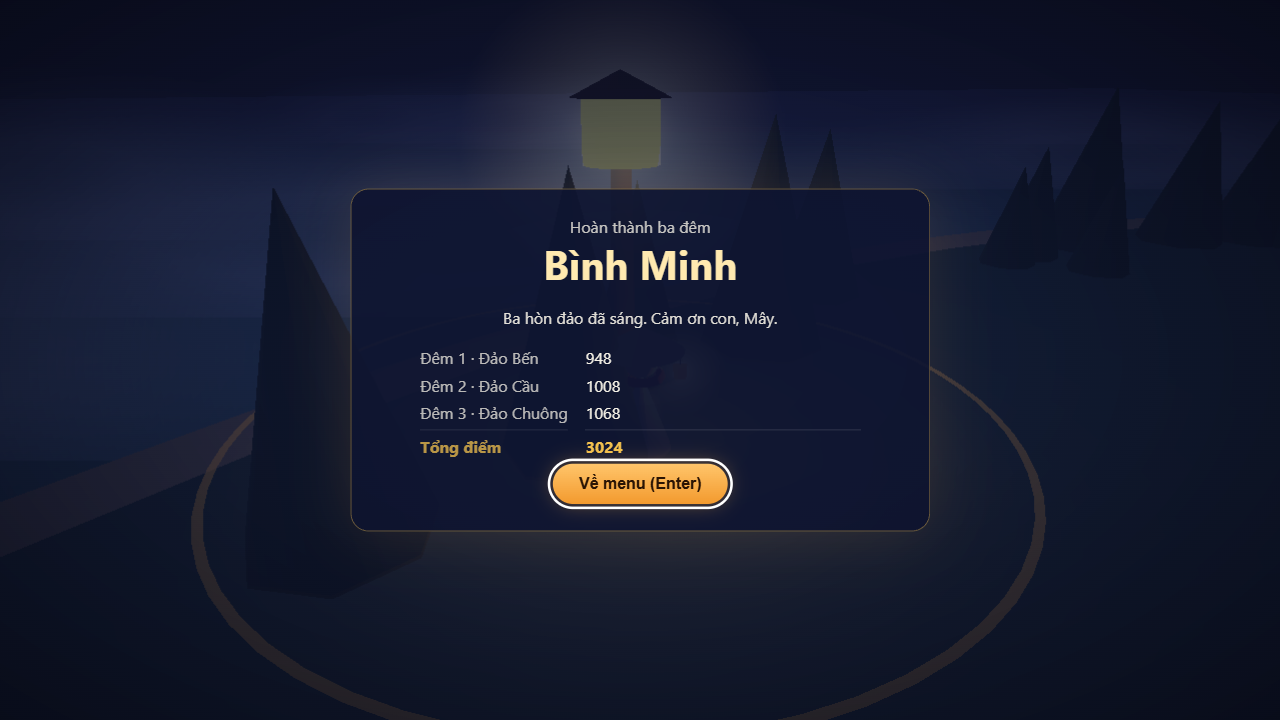 Hoàn thành ba đêm
Bình Minh
Ba hòn đảo đã sáng. Cảm ơn con, Mây.
Đêm 1 · Đảo Bến 948
Đêm 2 · Đảo Cầu 1008
Đêm 3 · Đảo Chuông 1068
Tổng điểm 3024
Về menu (Enter)